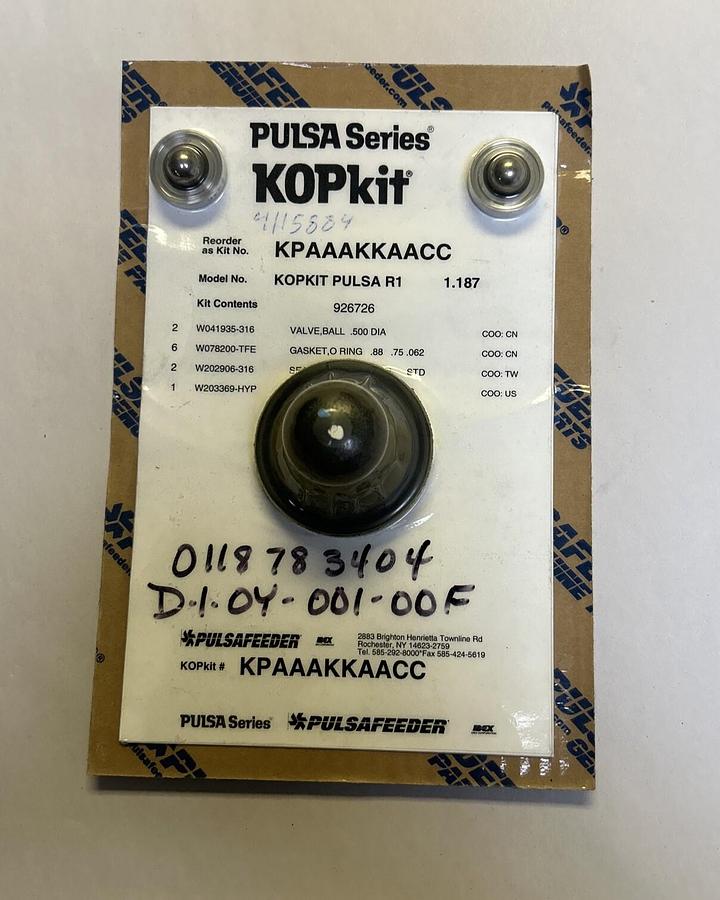 PULSA Series®
KOPkit®
4115884
Reorder as Kit No. KPAAAKKAACC
Model No. KOPKIT PULSA R1 1.187
Kit Contents 926726
2 W041935-316 VALVE,BALL .500 DIA COO: CN
6 W078200-TFE GASKET,O RING .88 .75 .062 COO: CN
2 W202906-316 STD COO: TW
1 W203369-HYP COO: US
0118783404
D.1.04-001-00F
PULSAFEEDER® IDEX
2883 Brighton Henrietta Townline Rd
Rochester, NY 14623-2759
Tel. 585-292-8000*Fax 585-424-5619
KOPkit # KPAAAKKAACC
PULSA Series® PULSAFEEDER® IDEX